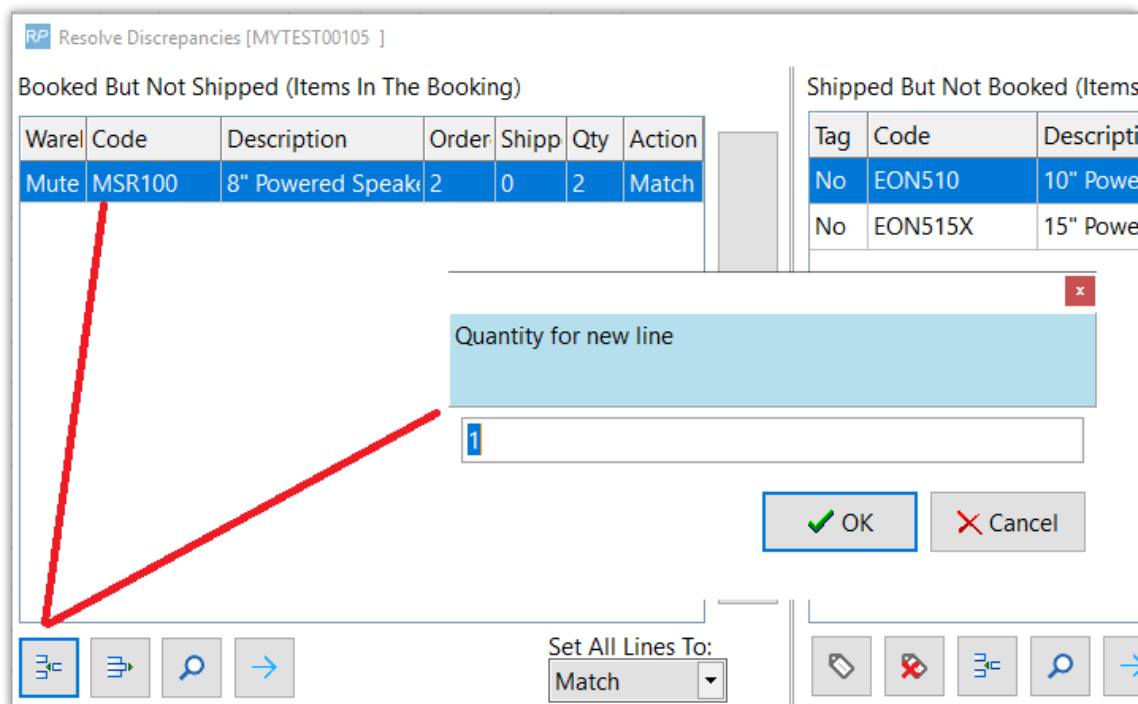 RP Resolve Discrepancies [MYTEST00105 ]
Booked But Not Shipped (Items In The Booking)
Warel Code Description Order Shipp Qty Action
Mute MSR100 8" Powered Speake 2 0 2 Match
Shipped But Not Booked (Items
Tag Code Descripti
No EON510 10" Powe
No EON515X 15" Powe
x
Quantity for new line
1
OK Cancel
Set All Lines To:
Match